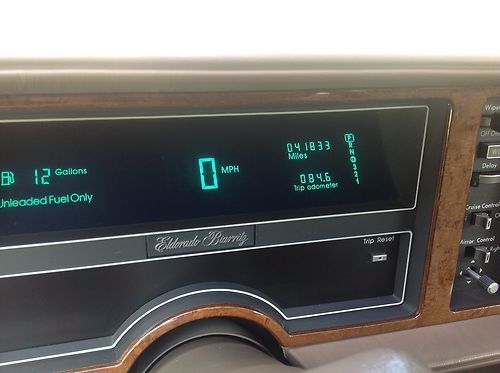 12 Gallons
Unleaded Fuel Only
0 MPH
041833
Miles
084.6
Trip odometer
P
R
N
D
3
2
1
Eldorado Biarritz
Trip Reset
Wiper
Off
Delay
Cruise Control
Mirror Control
Right